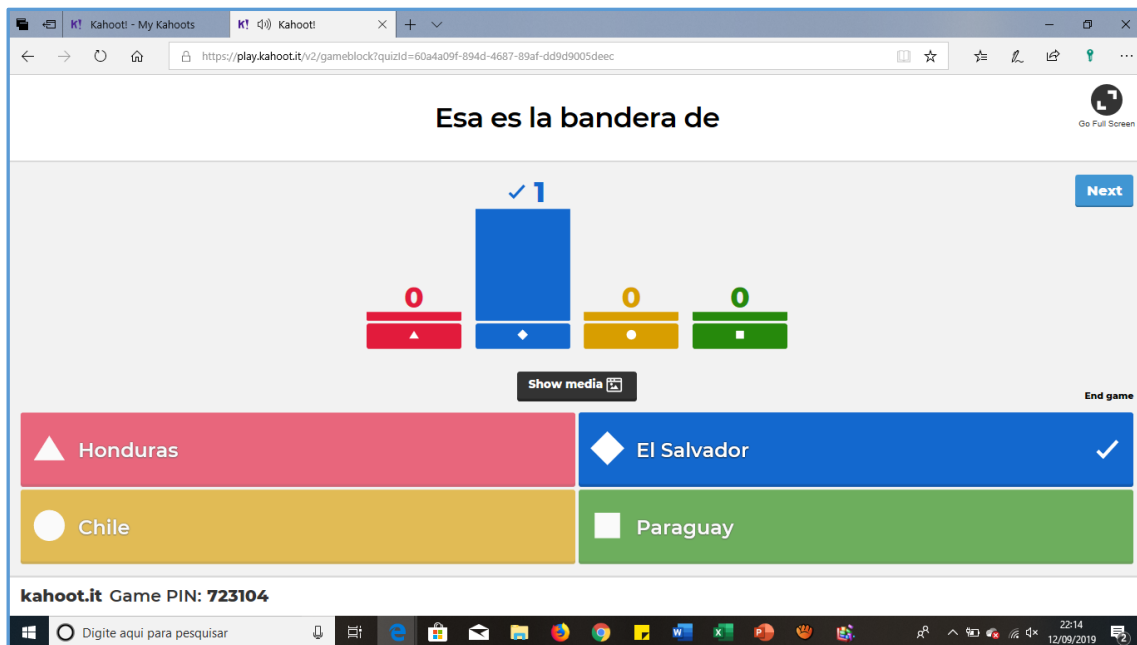 K! Kahoot! - My Kahoots
K! Kahoot!
https://play.kahoot.it/v2/gameblock?quizId=60a4a09f-894d-4687-89af-dd9d9005deec
Esa es la bandera de
Go Full Screen
1
Next
0
0
0
Show media
End game
Honduras
El Salvador
Chile
Paraguay
kahoot.it Game PIN: 723104
Digite aqui para pesquisar
22:14
12/09/2019
2